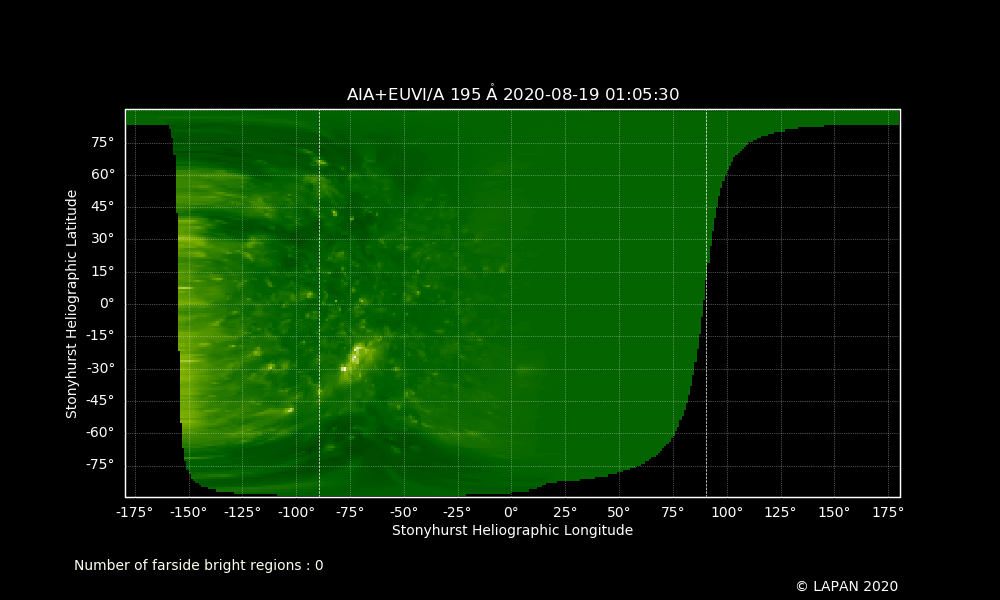 AIA+EUVI/A 195 Å 2020-08-19 01:05:30
Stonyhurst Heliographic Latitude
75°
60°
45°
30°
15°
0°
-15°
-30°
-45°
-60°
-75°
-175° -150° -125° -100° -75° -50° -25° 0° 25° 50° 75° 100° 125° 150° 175°
Stonyhurst Heliographic Longitude
Number of farside bright regions : 0
© LAPAN 2020